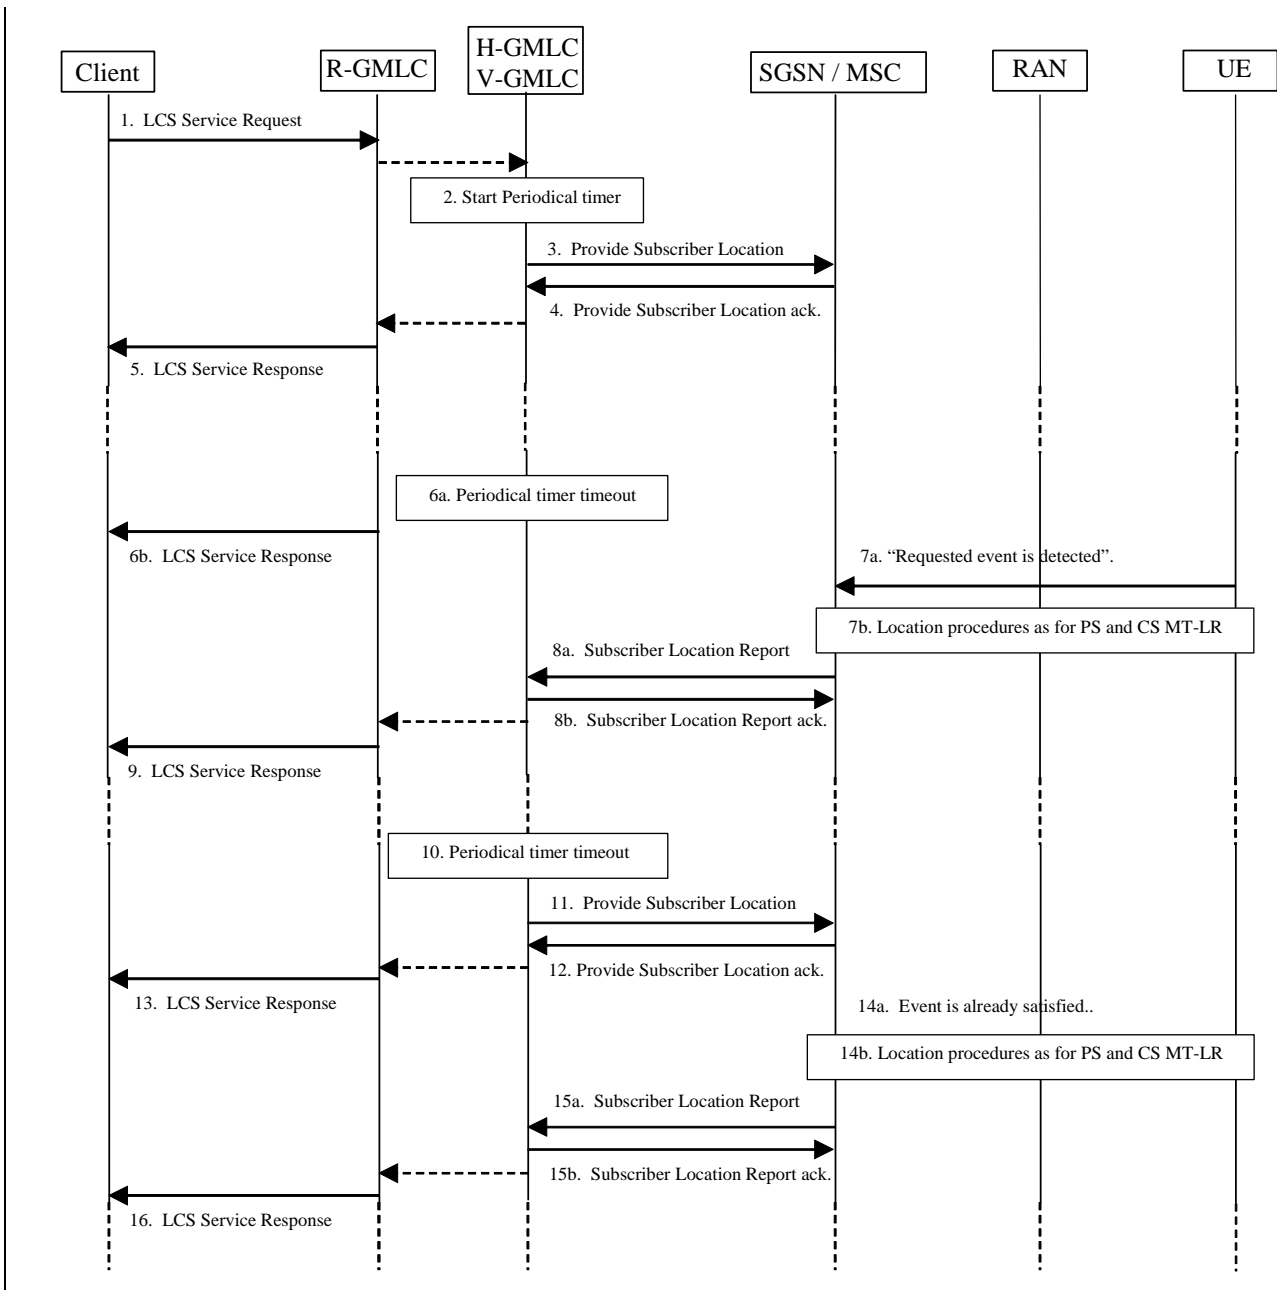 Client
R-GMLC
H-GMLC
V-GMLC
SGSN / MSC
RAN
UE
1. LCS Service Request
2. Start Periodical timer
3. Provide Subscriber Location
4. Provide Subscriber Location ack.
5. LCS Service Response
6a. Periodical timer timeout
6b. LCS Service Response
7a. “Requested event is detected”.
7b. Location procedures as for PS and CS MT-LR
8a. Subscriber Location Report
8b. Subscriber Location Report ack.
9. LCS Service Response
10. Periodical timer timeout
11. Provide Subscriber Location
12. Provide Subscriber Location ack.
13. LCS Service Response
14a. Event is already satisfied..
14b. Location procedures as for PS and CS MT-LR
15a. Subscriber Location Report
15b. Subscriber Location Report ack.
16. LCS Service Response